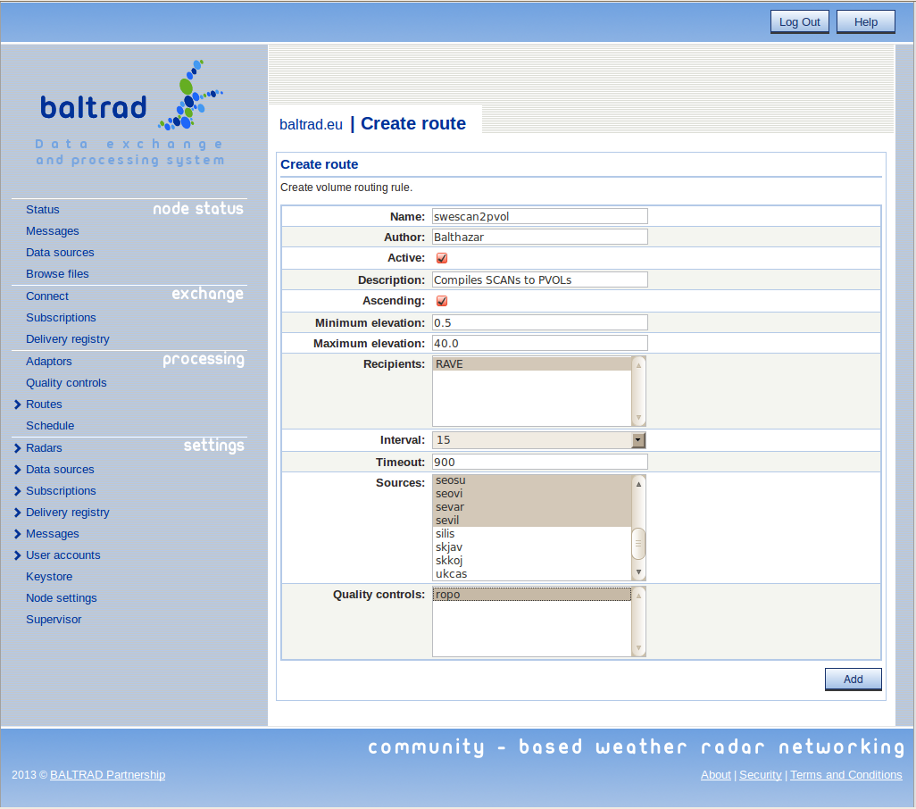 Log Out Help
baltrad
Data exchange
and processing system
baltrad.eu | Create route
node status
Status
Messages
Data sources
Browse files
exchange
Connect
Subscriptions
Delivery registry
processing
Adaptors
Quality controls
Routes
Schedule
settings
Radars
Data sources
Subscriptions
Delivery registry
Messages
User accounts
Keystore
Node settings
Supervisor
Create route
Create volume routing rule.
Name: swescan2pvol
Author: Balthazar
Active:
Description: Compiles SCANs to PVOLs
Ascending:
Minimum elevation: 0.5
Maximum elevation: 40.0
Recipients: RAVE
Interval: 15
Timeout: 900
Sources: seosu
seovi
sevar
sevil
silis
skjav
skkoj
ukcas
Quality controls: ropo
Add
community - based weather radar networking
2013 © BALTRAD Partnership
About | Security | Terms and Conditions